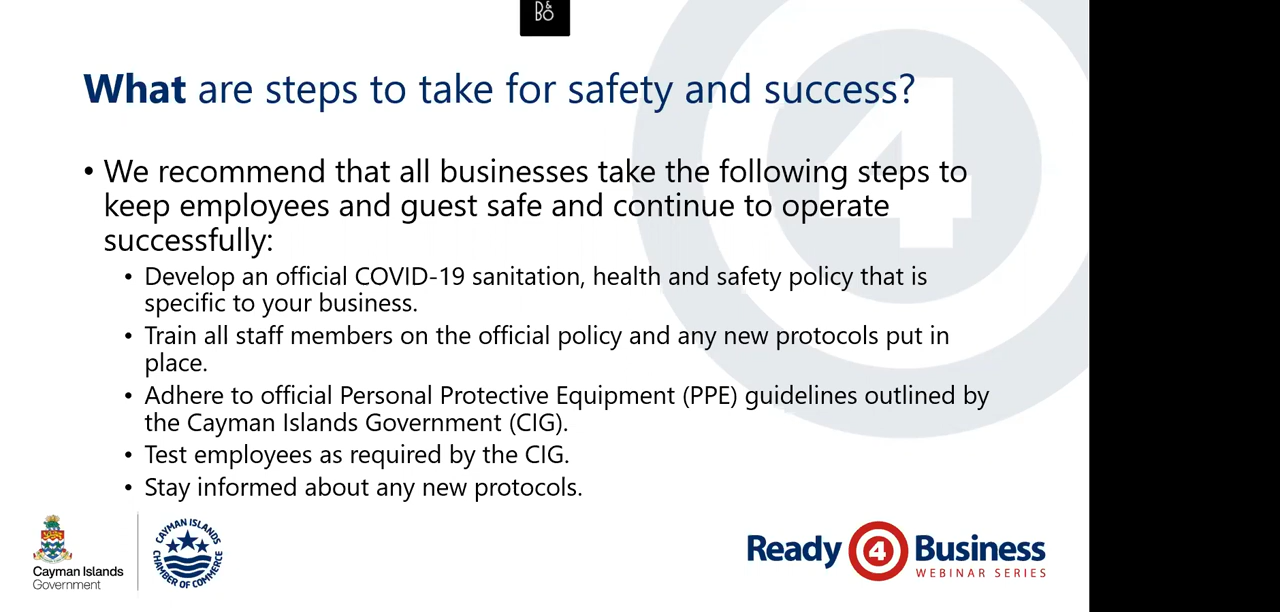 B&O
What are steps to take for safety and success?
• We recommend that all businesses take the following steps to
keep employees and guest safe and continue to operate
successfully:
• Develop an official COVID-19 sanitation, health and safety policy that is
specific to your business.
• Train all staff members on the official policy and any new protocols put in
place.
• Adhere to official Personal Protective Equipment (PPE) guidelines outlined by
the Cayman Islands Government (CIG).
• Test employees as required by the CIG.
• Stay informed about any new protocols.
Cayman Islands
Government
CAYMAN ISLANDS
CHAMBER OF COMMERCE
Ready 4 Business
WEBINAR SERIES
4